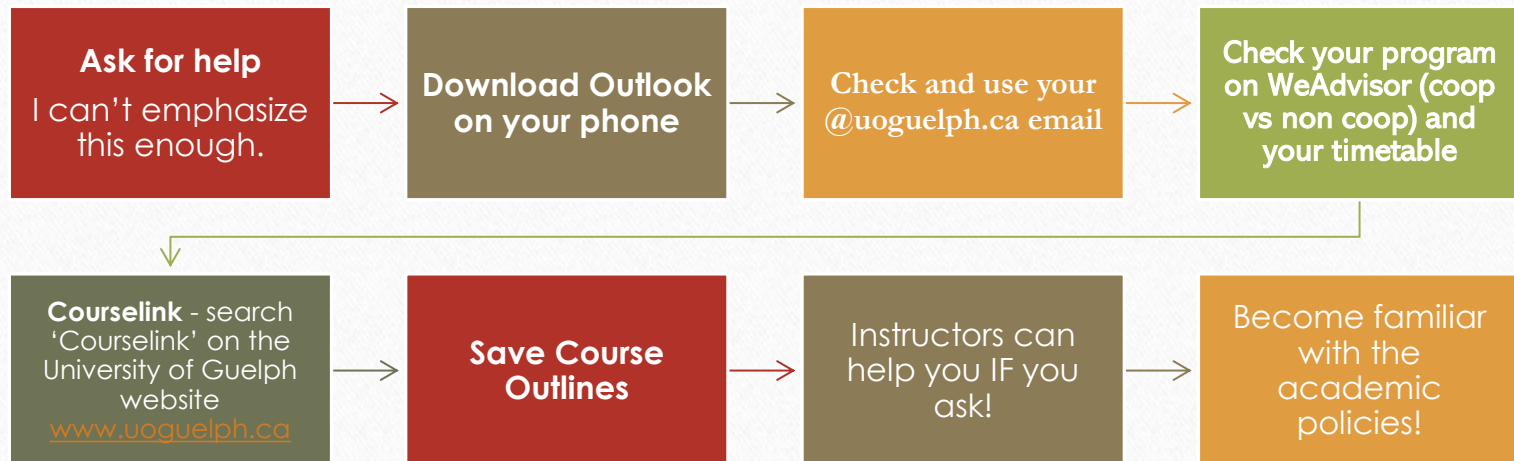 Ask for help
I can’t emphasize
this enough.
Download Outlook
on your phone
Check and use your
@uoguelph.ca email
Check your program
on WeAdvisor (coop
vs non coop) and
your timetable
Courselink - search
‘Courselink’ on the
University of Guelph
website
www.uoguelph.ca
Save Course
Outlines
Instructors can
help you IF you
ask!
Become familiar
with the
academic
policies!